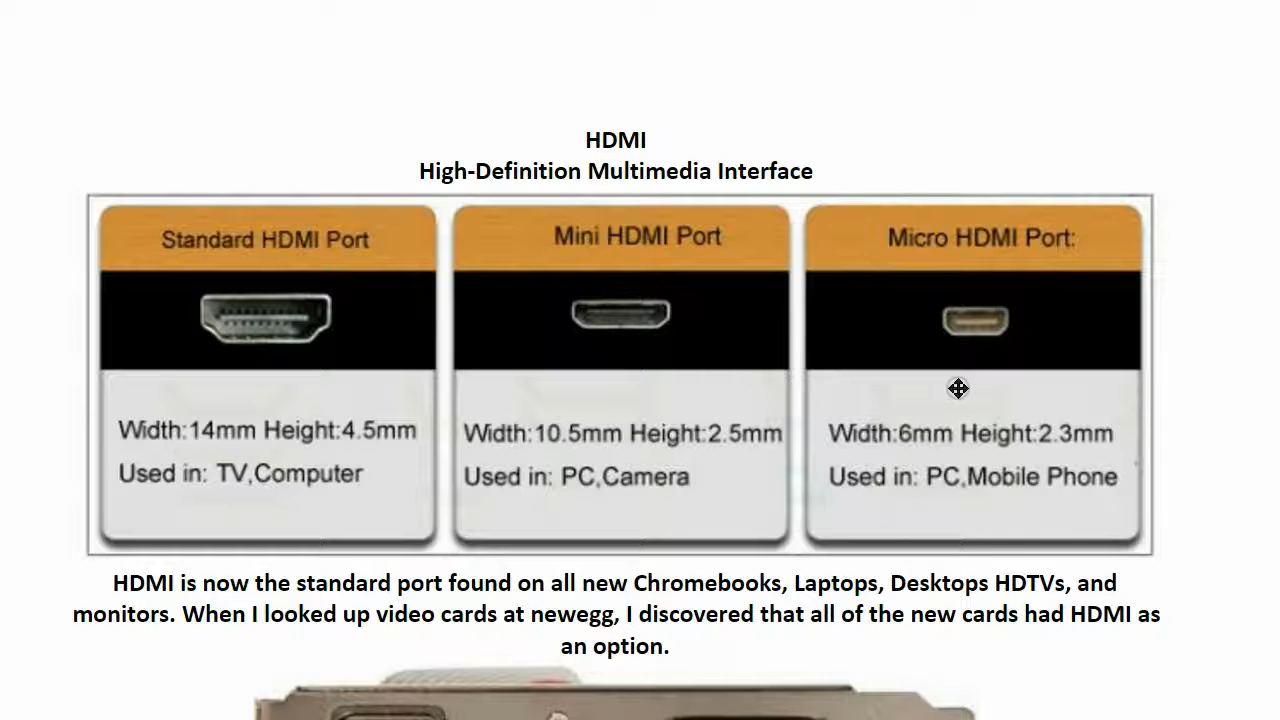 HDMI
High-Definition Multimedia Interface
Standard HDMI Port
Mini HDMI Port
Micro HDMI Port:
Width:14mm Height:4.5mm
Used in: TV,Computer
Width:10.5mm Height:2.5mm
Used in: PC,Camera
Width:6mm Height:2.3mm
Used in: PC,Mobile Phone
HDMI is now the standard port found on all new Chromebooks, Laptops, Desktops HDTVs, and
monitors. When I looked up video cards at newegg, I discovered that all of the new cards had HDMI as
an option.